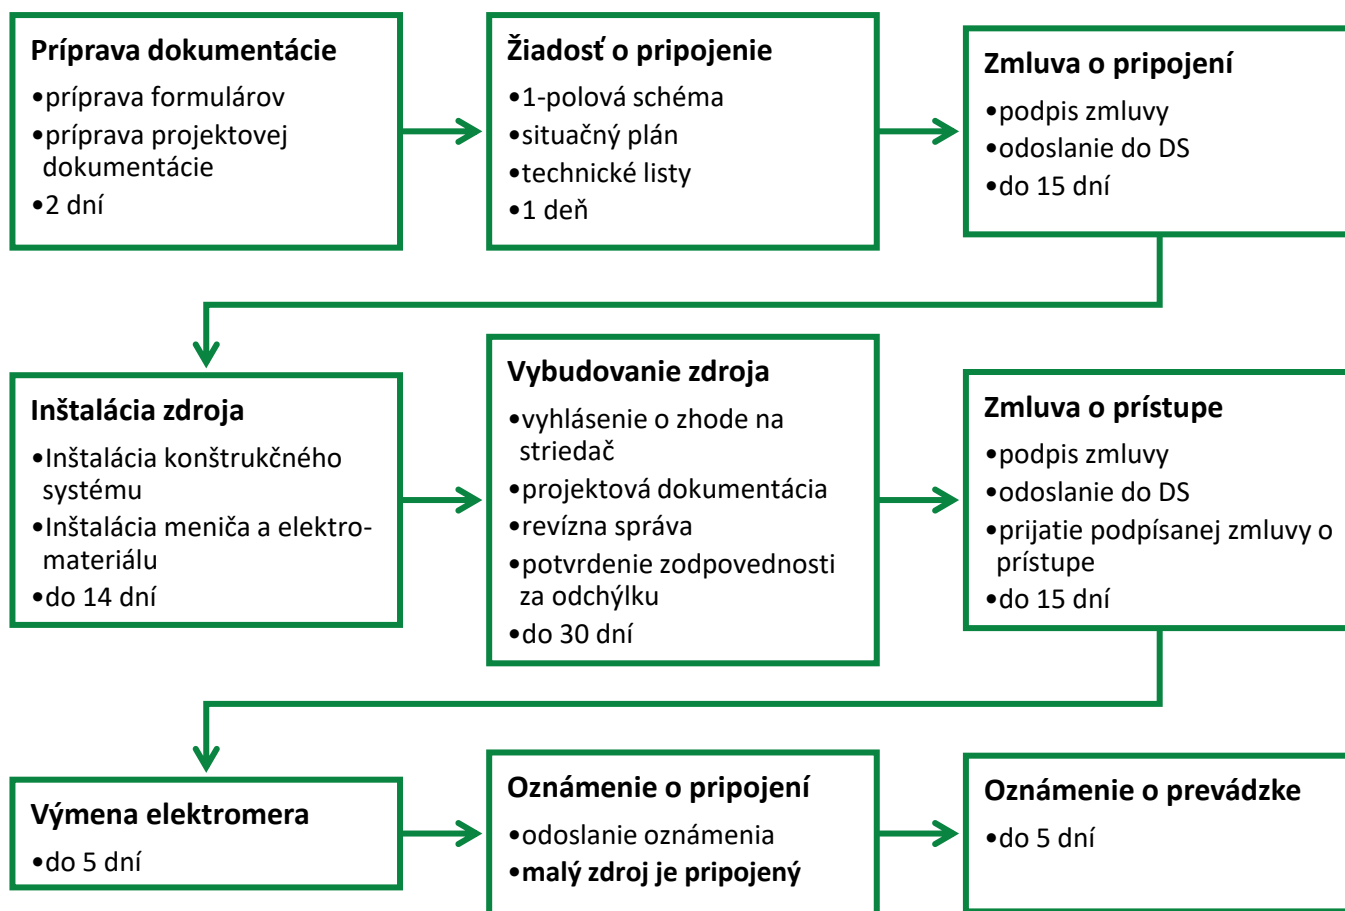 Príprava dokumentácie
•príprava formulárov
•príprava projektovej
dokumentácie
•2 dní
Žiadosť o pripojenie
•1-polová schéma
•situačný plán
•technické listy
•1 deň
Zmluva o pripojení
•podpis zmluvy
•odoslanie do DS
•do 15 dní
Inštalácia zdroja
•Inštalácia konštrukčného
systému
•Inštalácia meniča a elektro-
materiálu
•do 14 dní
Vybudovanie zdroja
•vyhlásenie o zhode na
striedač
•projektová dokumentácia
•revízna správa
•potvrdenie zodpovednosti
za odchýlku
•do 30 dní
Zmluva o prístupe
•podpis zmluvy
•odoslanie do DS
•prijatie podpísanej zmluvy o
prístupe
•do 15 dní
Výmena elektromera
•do 5 dní
Oznámenie o pripojení
•odoslanie oznámenia
•malý zdroj je pripojený
Oznámenie o prevádzke
•do 5 dní